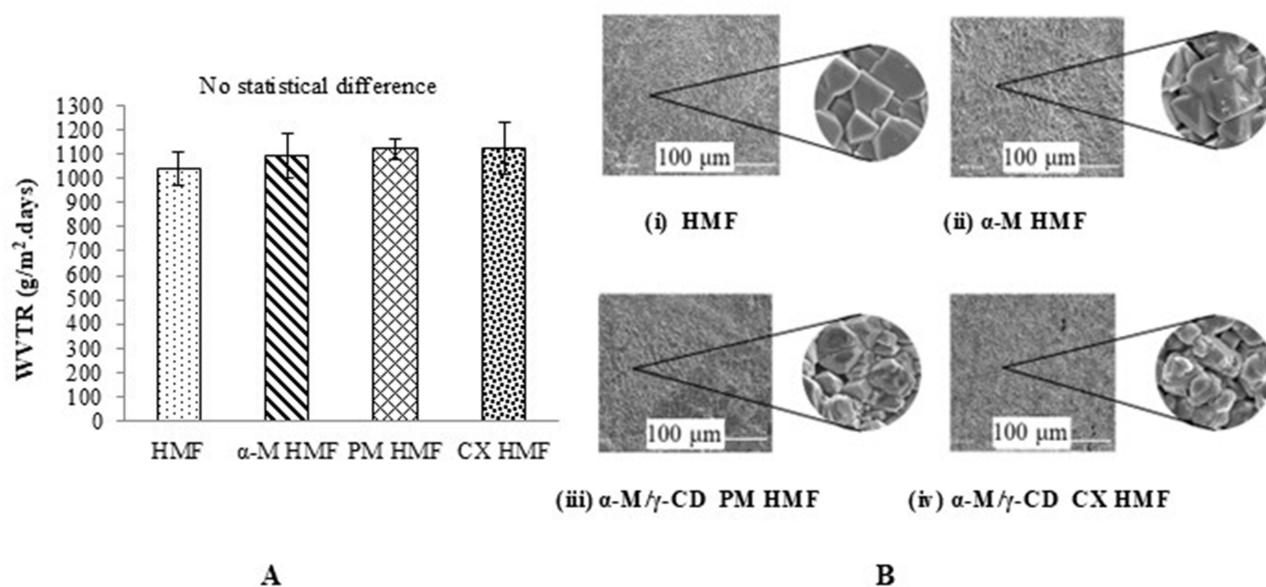 No statistical difference
1300
1200
1100
1000
900
800
700
600
500
400
300
200
100
0
WVTR (g/m².days)
HMF α-M HMF PM HMF CX HMF
A
100 μm
100 μm
(i) HMF
(ii) α-M HMF
100 μm
100 μm
(iii) α-M/γ-CD PM HMF
(iv) α-M/γ-CD CX HMF
B